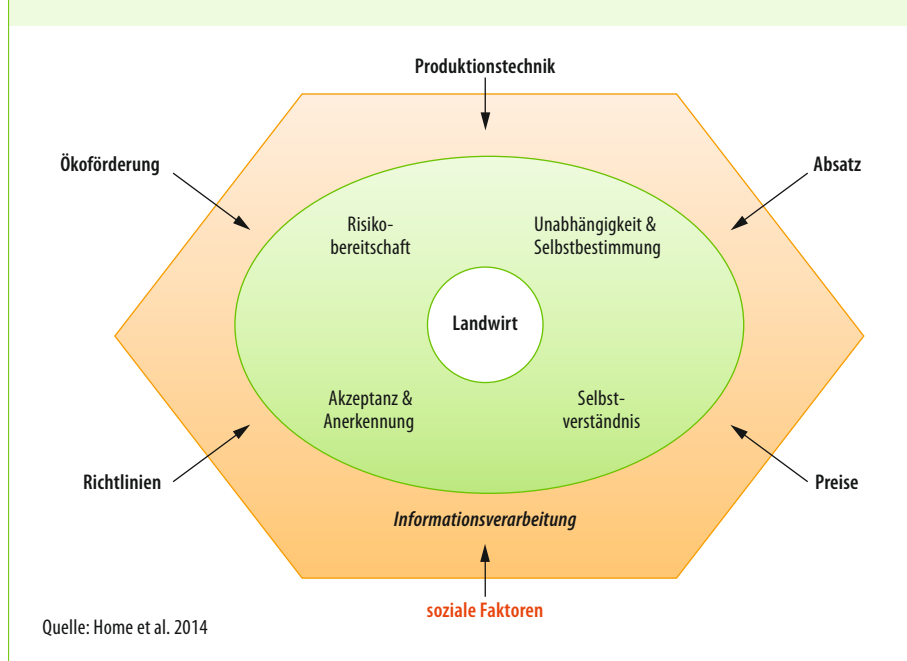 Produktionstechnik
Ökoförderung
Absatz
Risiko-
bereitschaft
Unabhängigkeit &
Selbstbestimmung
Landwirt
Akzeptanz &
Anerkennung
Selbst-
verständnis
Richtlinien
Preise
Informationsverarbeitung
soziale Faktoren
Quelle: Home et al. 2014